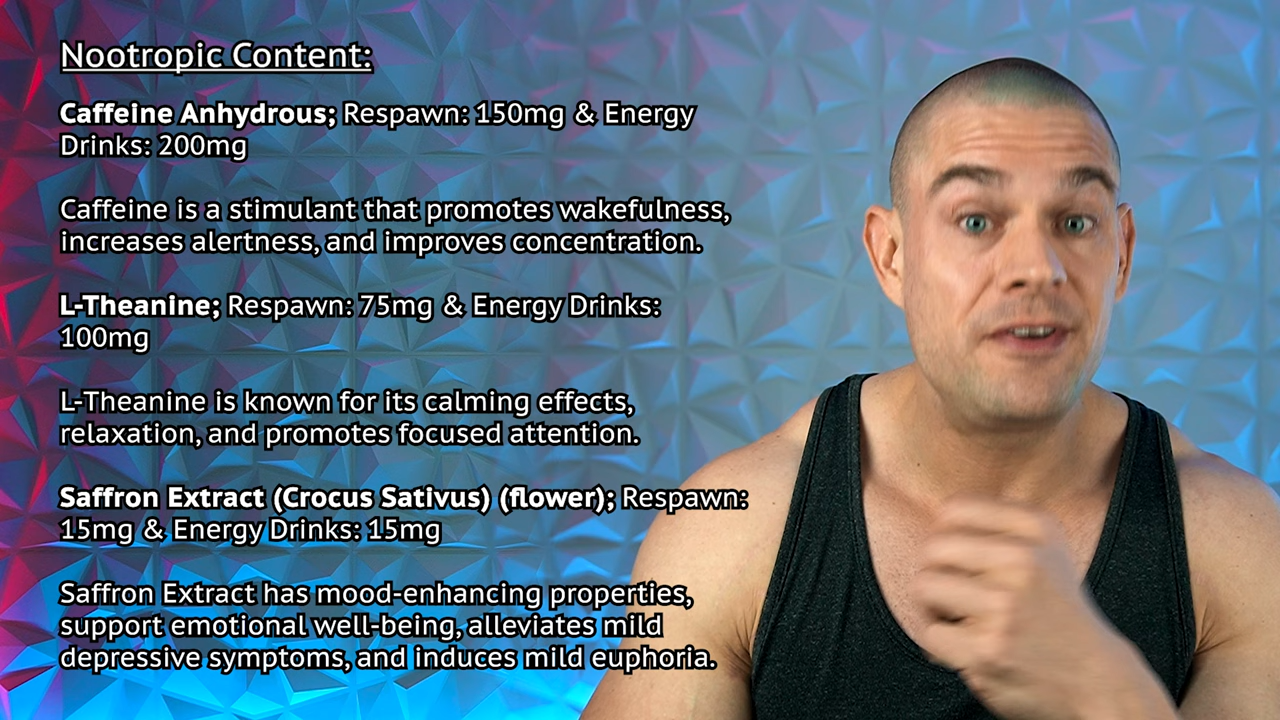 Nootropic Content:
Caffeine Anhydrous; Respawn: 150mg & Energy
Drinks: 200mg
Caffeine is a stimulant that promotes wakefulness,
increases alertness, and improves concentration.
L-Theanine; Respawn: 75mg & Energy Drinks:
100mg
L-Theanine is known for its calming effects,
relaxation, and promotes focused attention.
Saffron Extract (Crocus Sativus) (flower); Respawn:
15mg & Energy Drinks: 15mg
Saffron Extract has mood-enhancing properties,
support emotional well-being, alleviates mild
depressive symptoms, and induces mild euphoria.